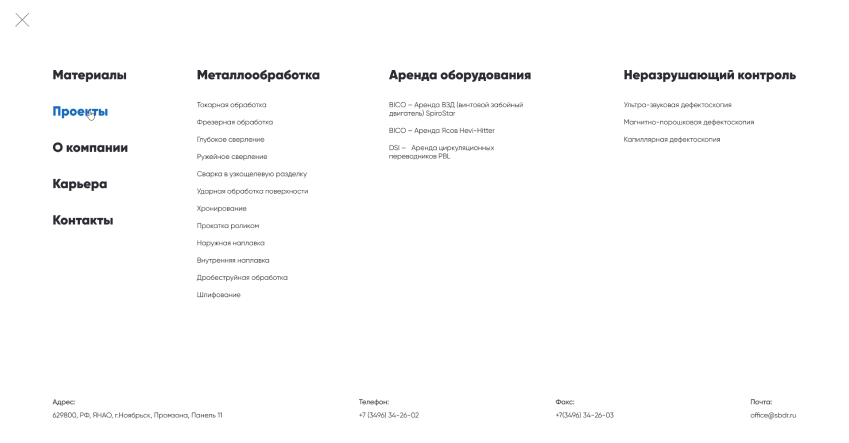 Материалы
Проекты
О компании
Карьера
Контакты
Металлообработка
Токарная обработка
Фрезерная обработка
Глубокое сверление
Ружейное сверление
Сварка в узкощелевую разделку
Ударная обработка поверхности
Хронирование
Прокатка роликом
Наружная наплавка
Внутренняя наплавка
Дробеструйная обработка
Шлифование
Аренда оборудования
BICO – Аренда ВЗД (винтовой забойный
двигатель) SpiroStar
BICO – Аренда Ясов Hevi-Hitter
DSI – Аренда циркуляционных
переводников PBL
Неразрушающий контроль
Ультра-звуковая дефектоскопия
Магнитно-порошковая дефектоскопия
Капиллярная дефектоскопия
Адрес:
629800, РФ, ЯНАО, г.Ноябрьск, Промзона, Панель 11
Телефон:
+7 (3496) 34-26-02
Факс:
+7(3496) 34-26-03
Почта:
office@sbdr.ru